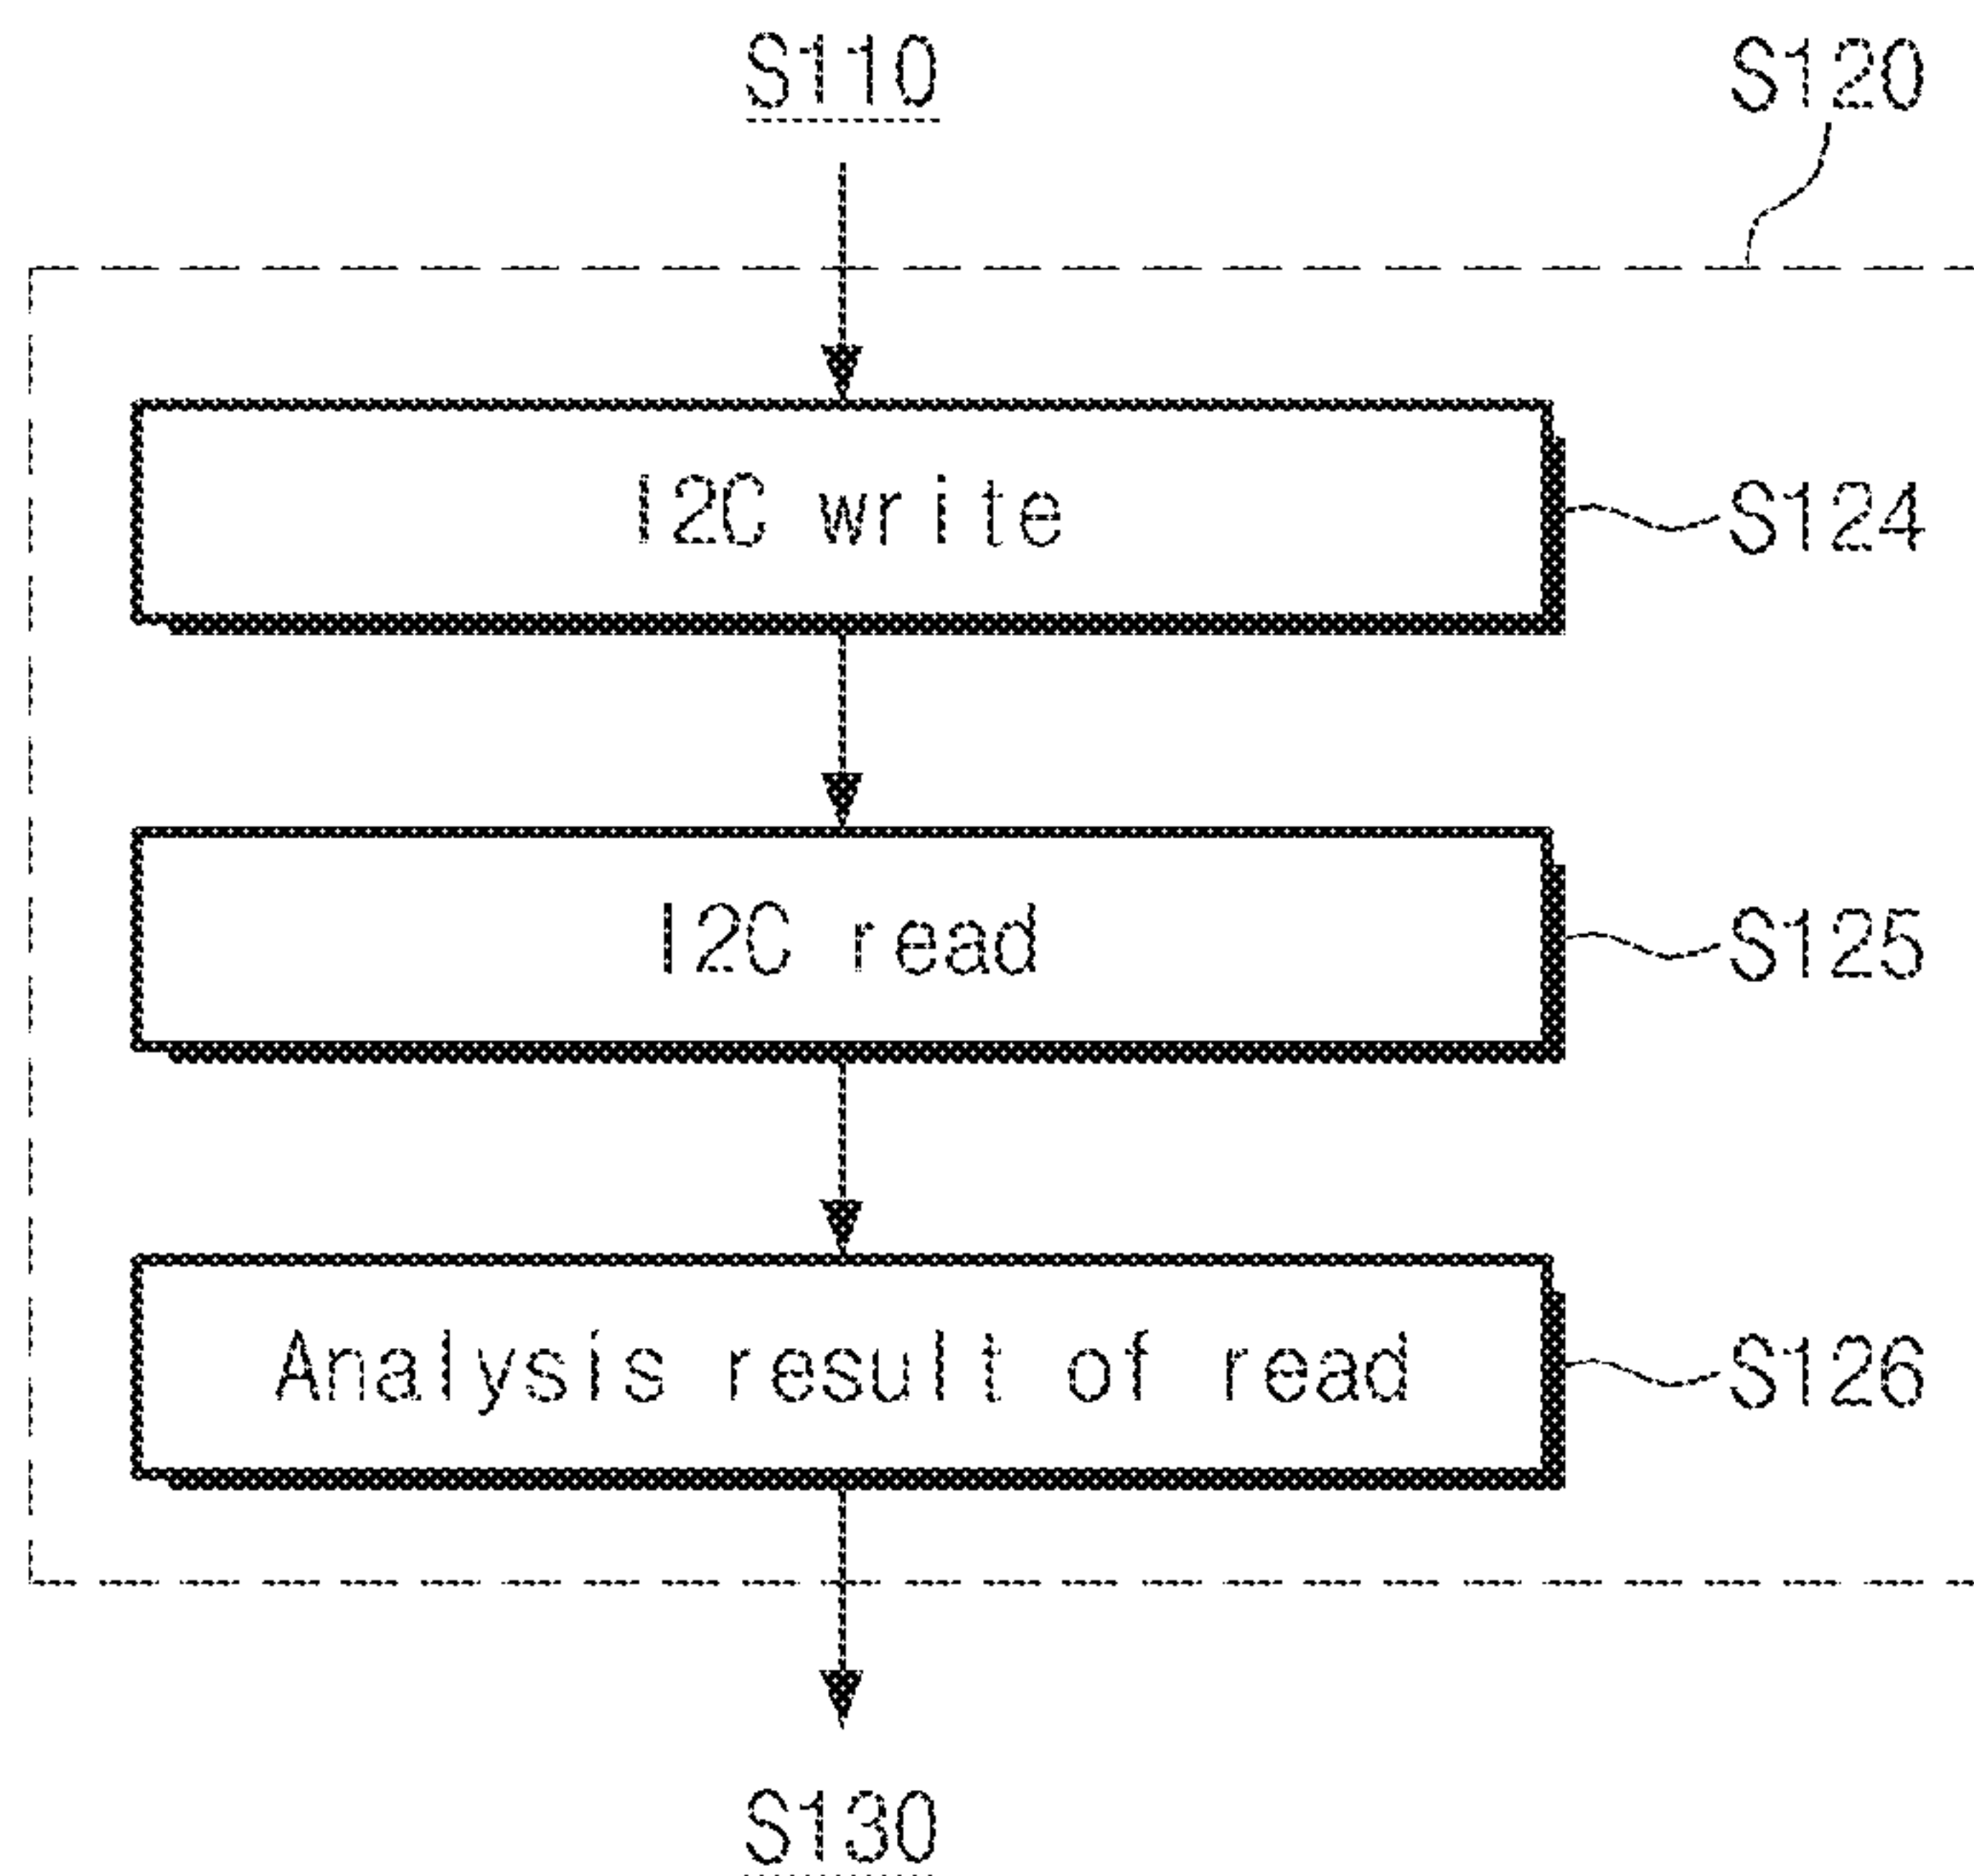 S110
S120
I2C write
S124
I2C read
S125
Analysis result of read
S126
S130